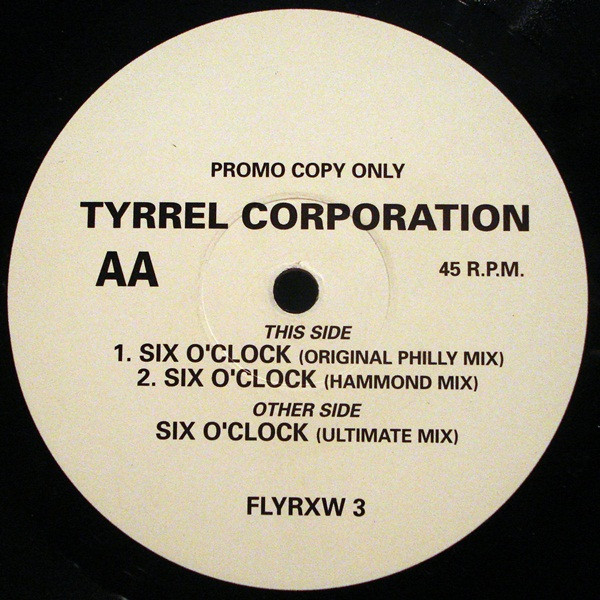 PROMO COPY ONLY
TYRREL CORPORATION
AA
45 R.P.M.
THIS SIDE
1. SIX O'CLOCK (ORIGINAL PHILLY MIX)
2. SIX O'CLOCK (HAMMOND MIX)
OTHER SIDE
SIX O'CLOCK (ULTIMATE MIX)
FLYRXW 3